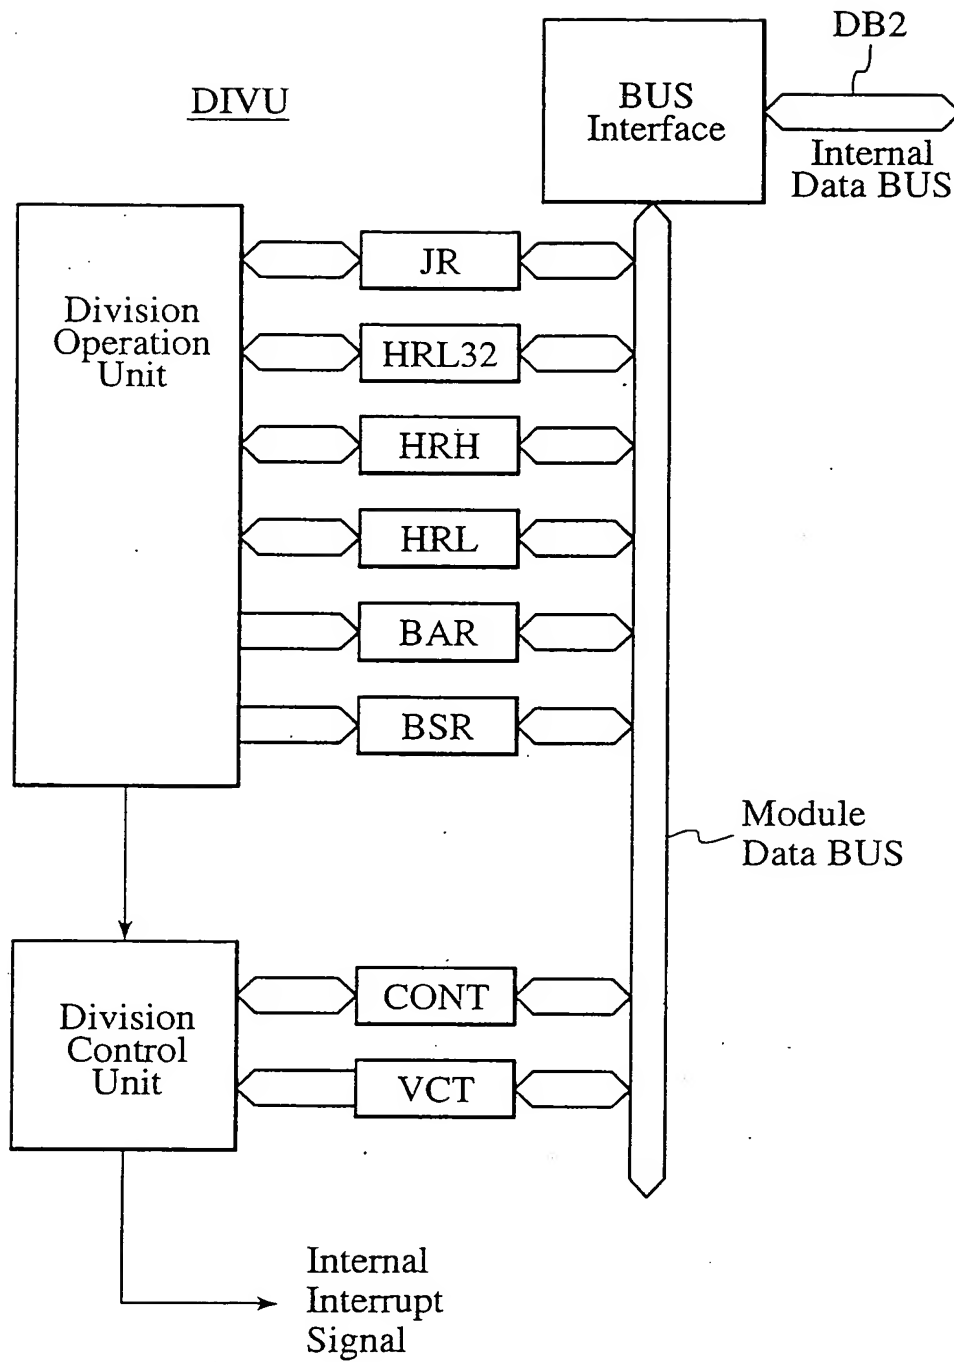 DB2
DIVU
BUS
Interface
Internal
Data BUS
JR
Division
Operation
Unit
HRL32
HRH
HRL
BAR
BSR
Module
Data BUS
CONT
Division
Control
Unit
VCT
Internal
Interrupt
Signal